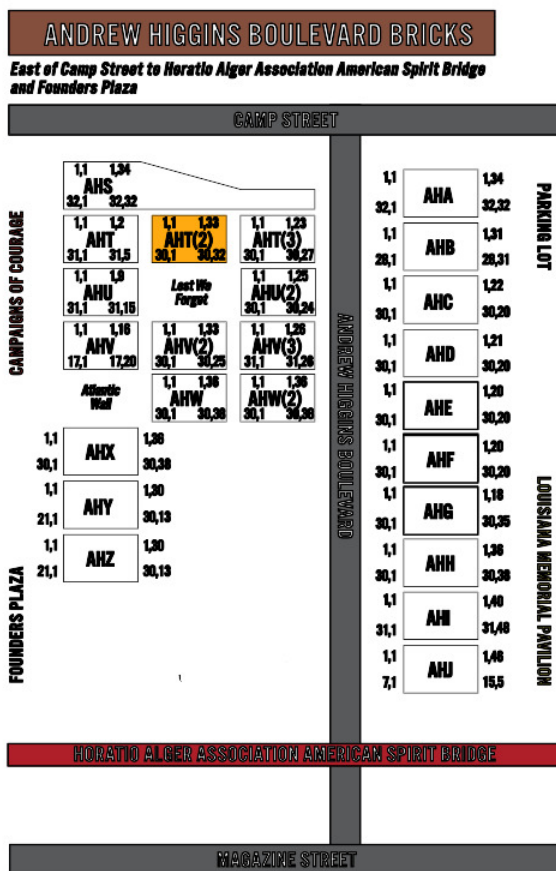 ANDREW HIGGINS BOULEVARD BRICKS
East of Camp Street to Horatio Alger Association American Spirit Bridge
and Founders Plaza
CAMP STREET
CAMPAIGNS OF COURAGE
FOUNDERS PLAZA
1,1 1,34
AHS
32,1 32,32
1,1 1,2
AHT
31,1 31,5
1,1 1,33
AHT(2)
30,1 30,32
1,1 1,23
AHT(3)
30,1 30,27
1,1 1,9
AHU
31,1 31,15
Lest We
Forget
1,1 1,25
AHU(2)
30,1 30,24
1,1 1,16
AHV
17,1 17,20
1,1 1,33
AHV(2)
30,1 30,25
1,1 1,26
AHV(3)
31,1 31,26
Atlantic
Wall
1,1 1,36
AHW
30,1 30,36
1,1 1,36
AHW(2)
30,1 30,36
1,1 1,36
AHX
30,1 30,38
1,1 1,30
AHY
21,1 30,13
1,1 1,30
AHZ
21,1 30,13
ANDREW HIGGINS BOULEVARD
1,1 1,34
AHA
32,1 32,32
1,1 1,31
AHB
28,1 28,31
1,1 1,22
AHC
30,1 30,20
1,1 1,21
AHD
30,1 30,20
1,1 1,20
AHE
30,1 30,20
1,1 1,20
AHF
30,1 30,20
1,1 1,18
AHG
30,1 30,35
1,1 1,36
AHH
30,1 30,36
1,1 1,40
AHI
31,1 31,48
1,1 1,46
AHJ
7,1 15,5
PARKING LOT
LOUISIANA MEMORIAL PAVILION
HORATIO ALGER ASSOCIATION AMERICAN SPIRIT BRIDGE
MAGAZINE STREET